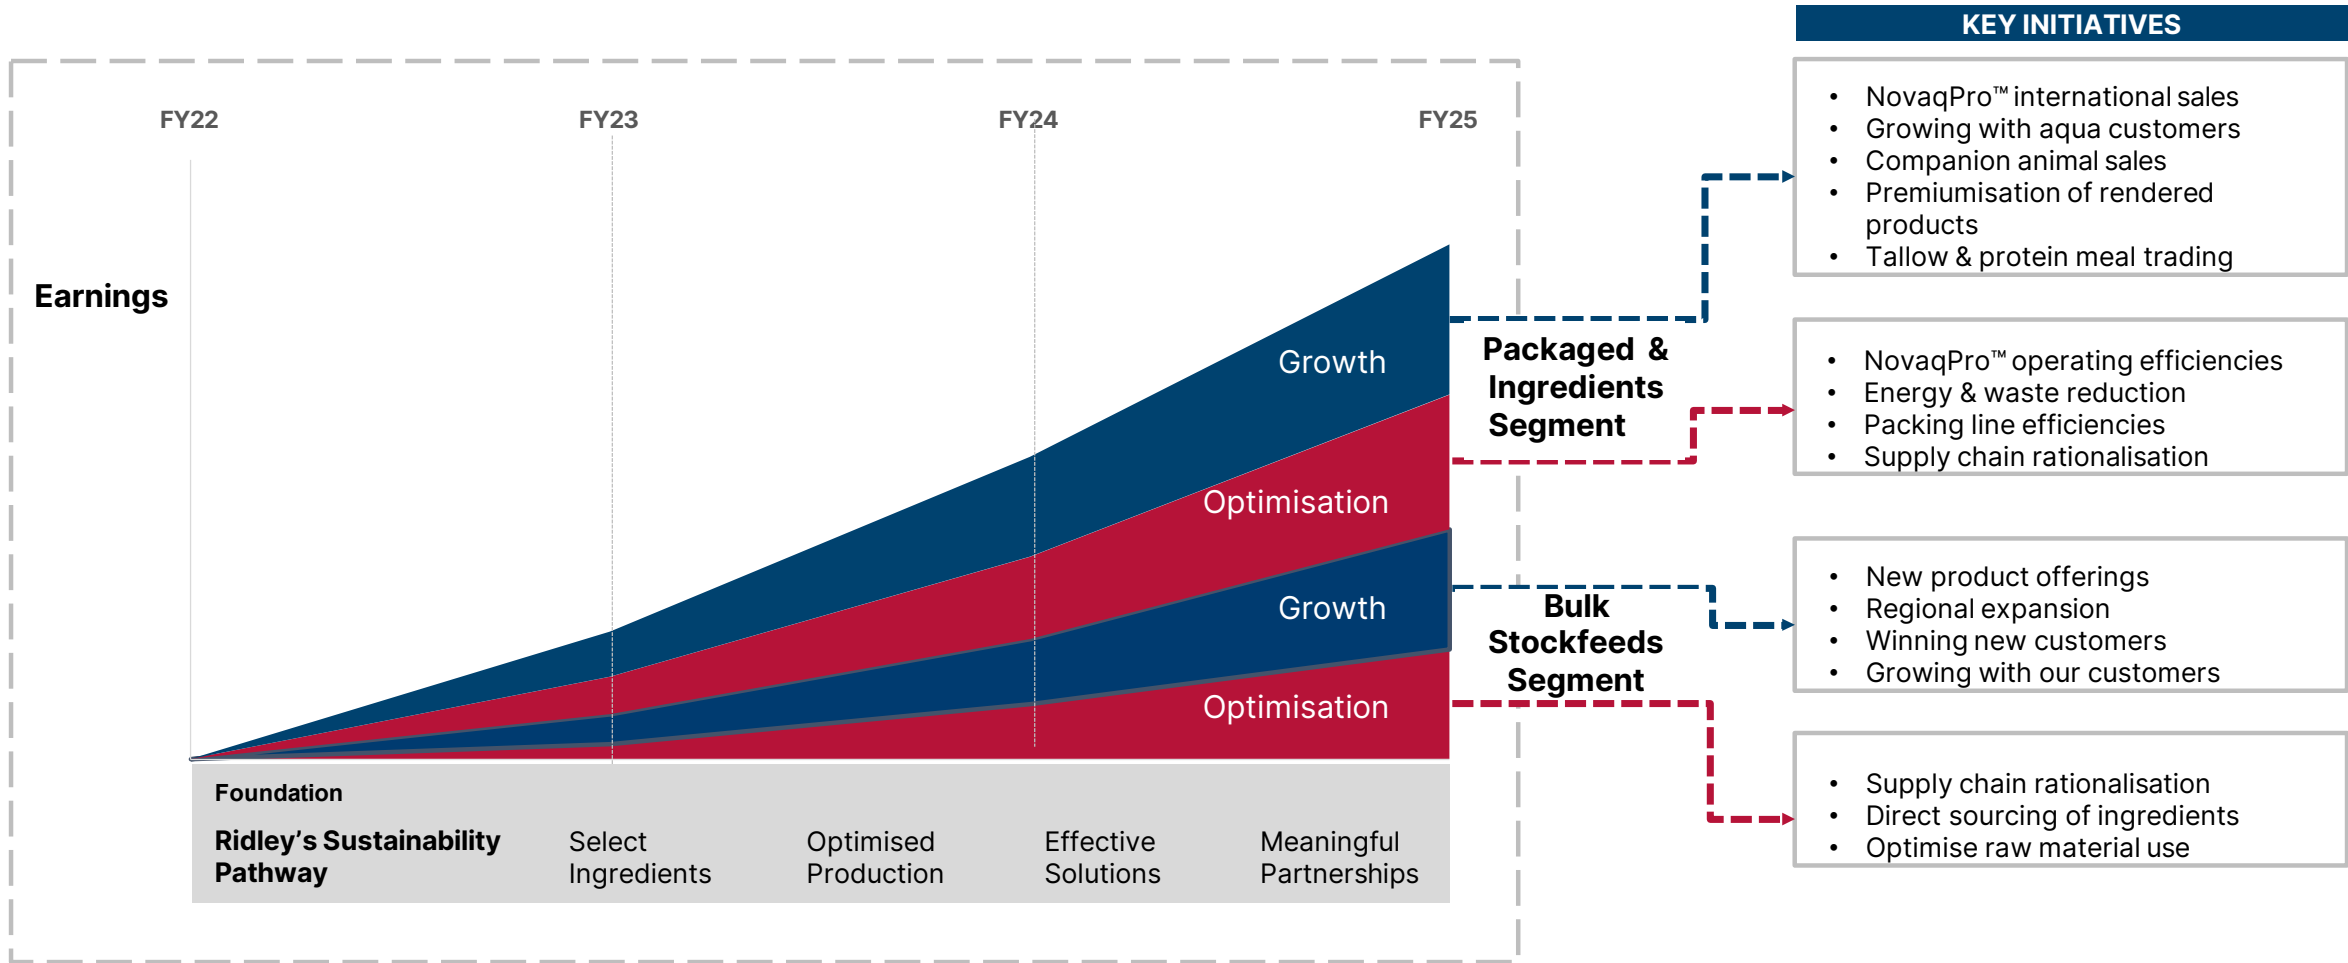 KEY INITIATIVES
FY22 FY23 FY24 FY25
Earnings
Growth
Optimisation
Growth
Optimisation
Packaged &
Ingredients
Segment
Bulk
Stockfeeds
Segment
• NovaqPro™ international sales
• Growing with aqua customers
• Companion animal sales
• Premiumisation of rendered
products
• Tallow & protein meal trading
• NovaqPro™ operating efficiencies
• Energy & waste reduction
• Packing line efficiencies
• Supply chain rationalisation
• New product offerings
• Regional expansion
• Winning new customers
• Growing with our customers
• Supply chain rationalisation
• Direct sourcing of ingredients
• Optimise raw material use
Foundation
Ridley’s Sustainability
Pathway
Select
Ingredients
Optimised
Production
Effective
Solutions
Meaningful
Partnerships